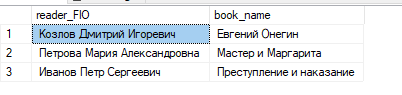 reader_FIO book_name
1 Козлов Дмитрий Игоревич Евгений Онегин
2 Петрова Мария Александровна Мастер и Маргарита
3 Иванов Петр Сергеевич Преступление и наказание